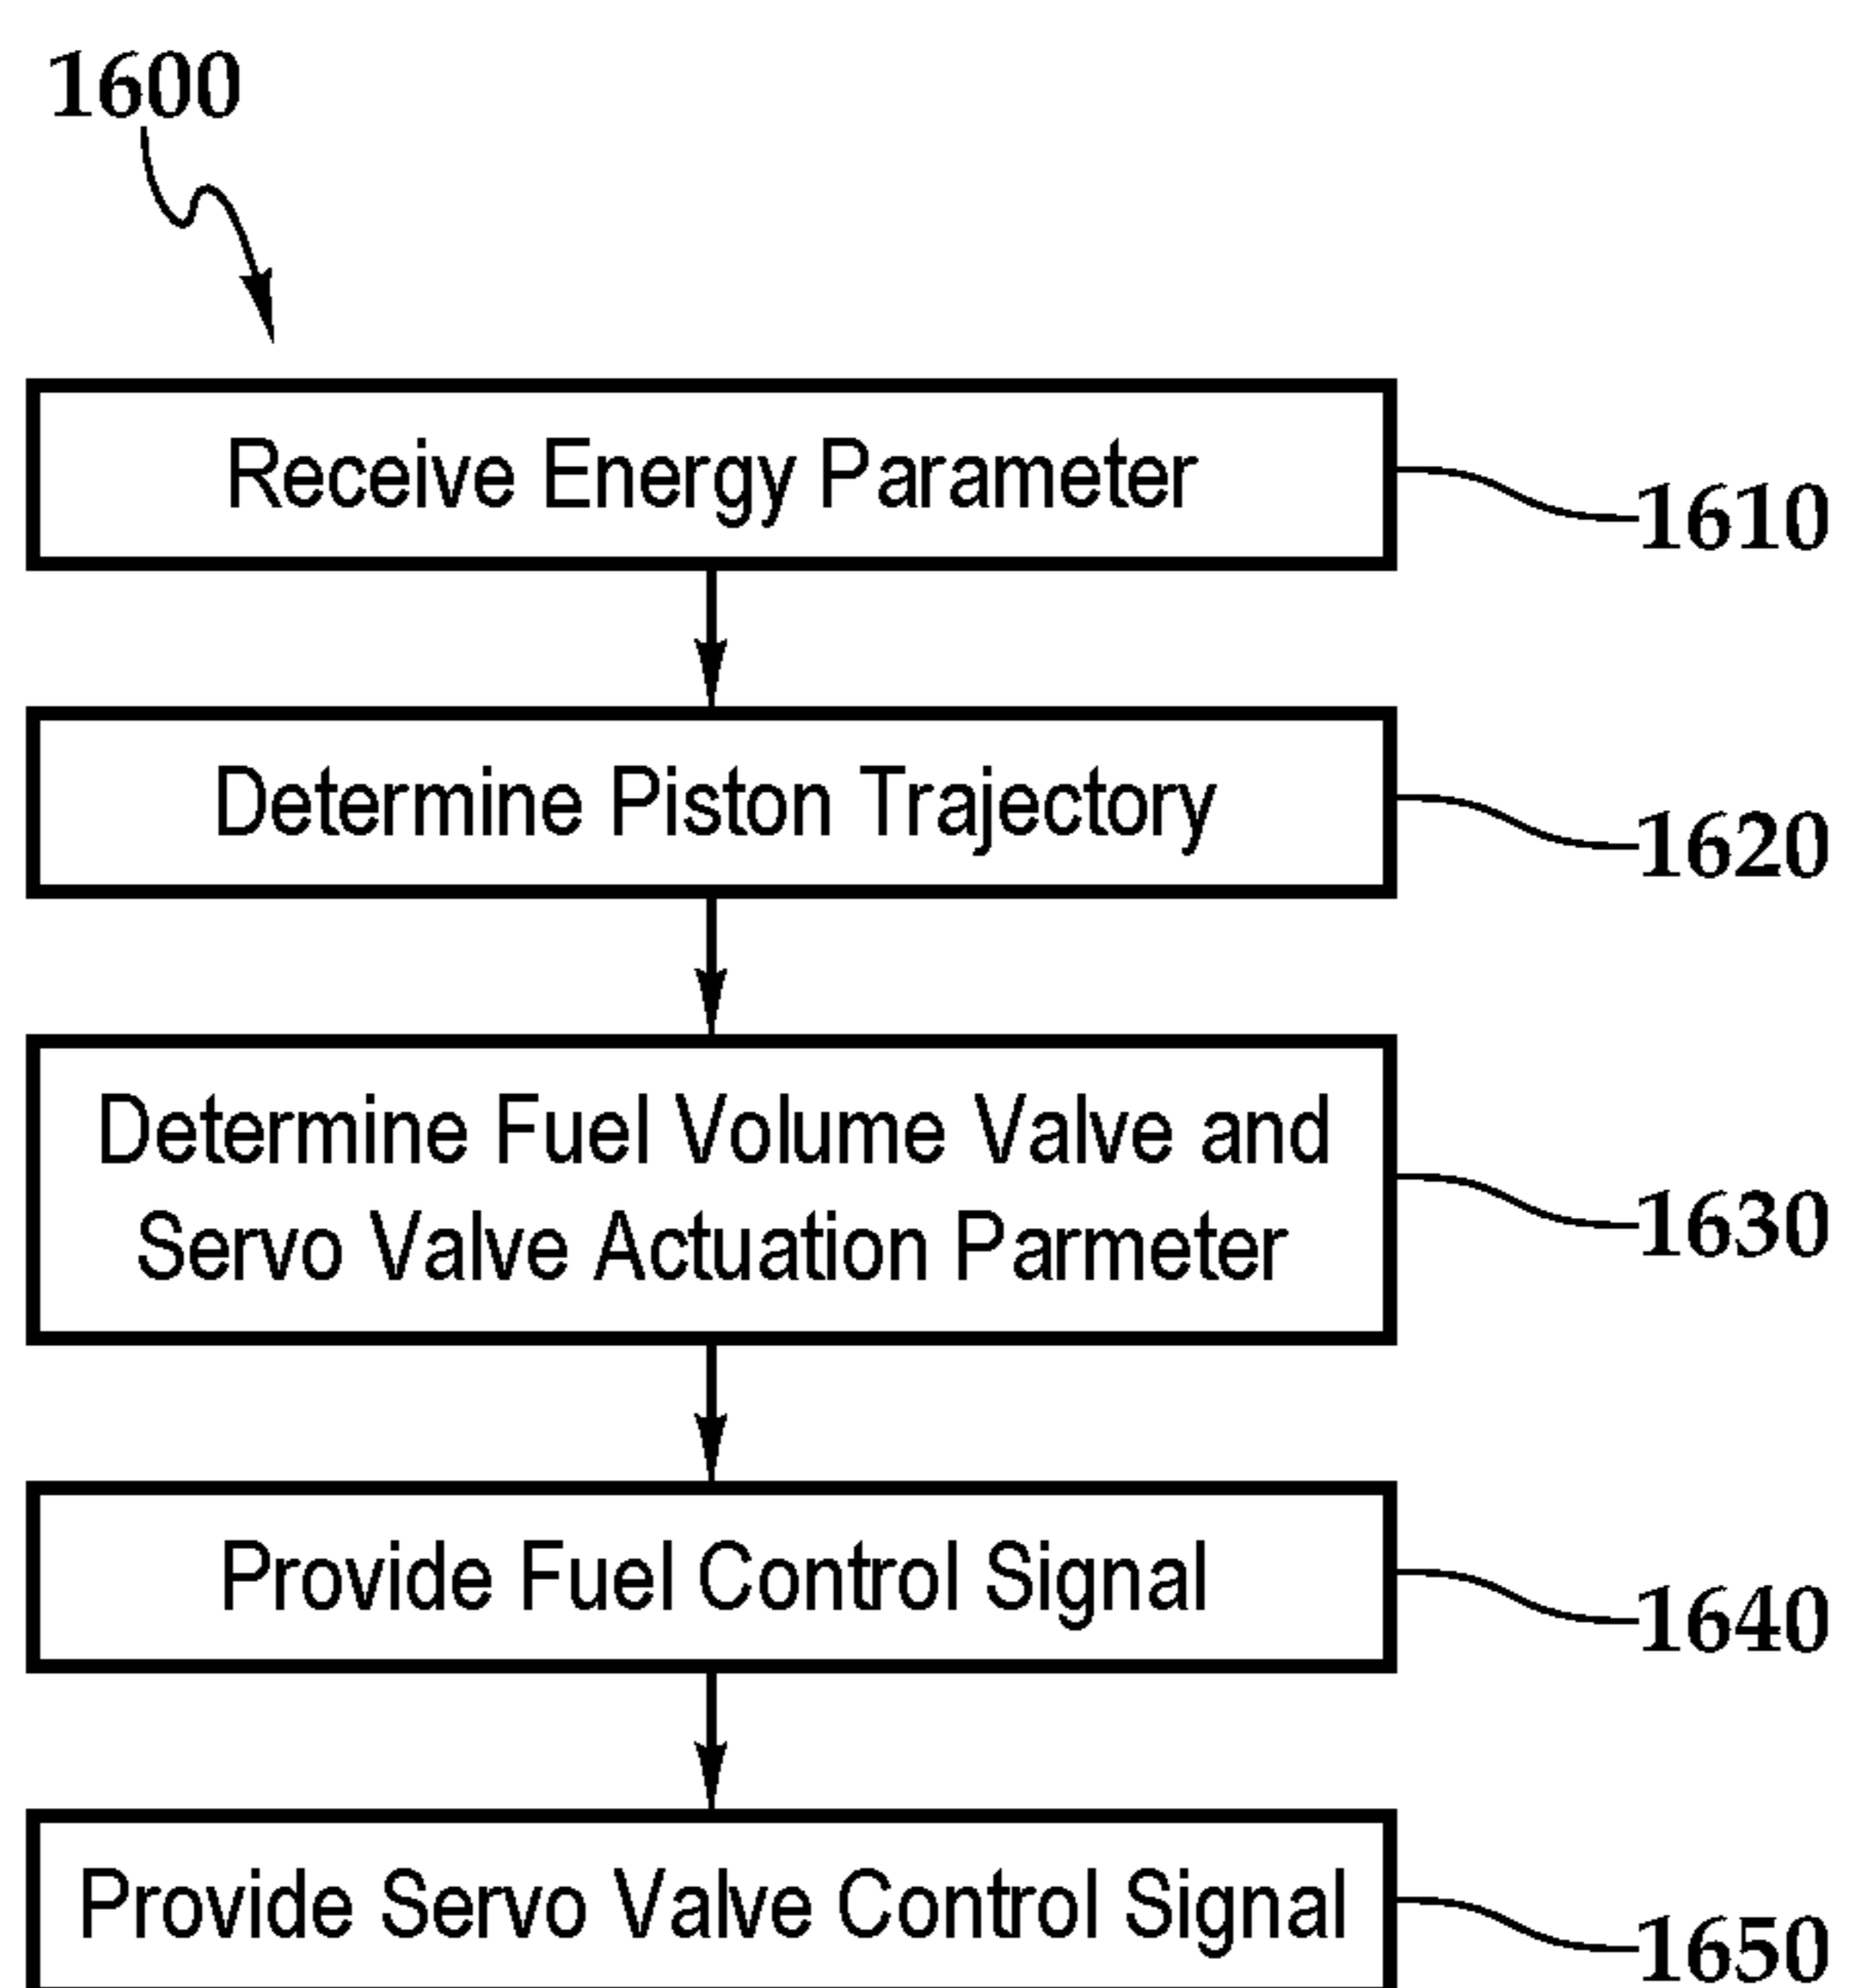 1600
Receive Energy Parameter
1610
Determine Piston Trajectory
1620
Determine Fuel Volume Valve and
Servo Valve Actuation Parmeter
1630
Provide Fuel Control Signal
1640
Provide Servo Valve Control Signal
1650